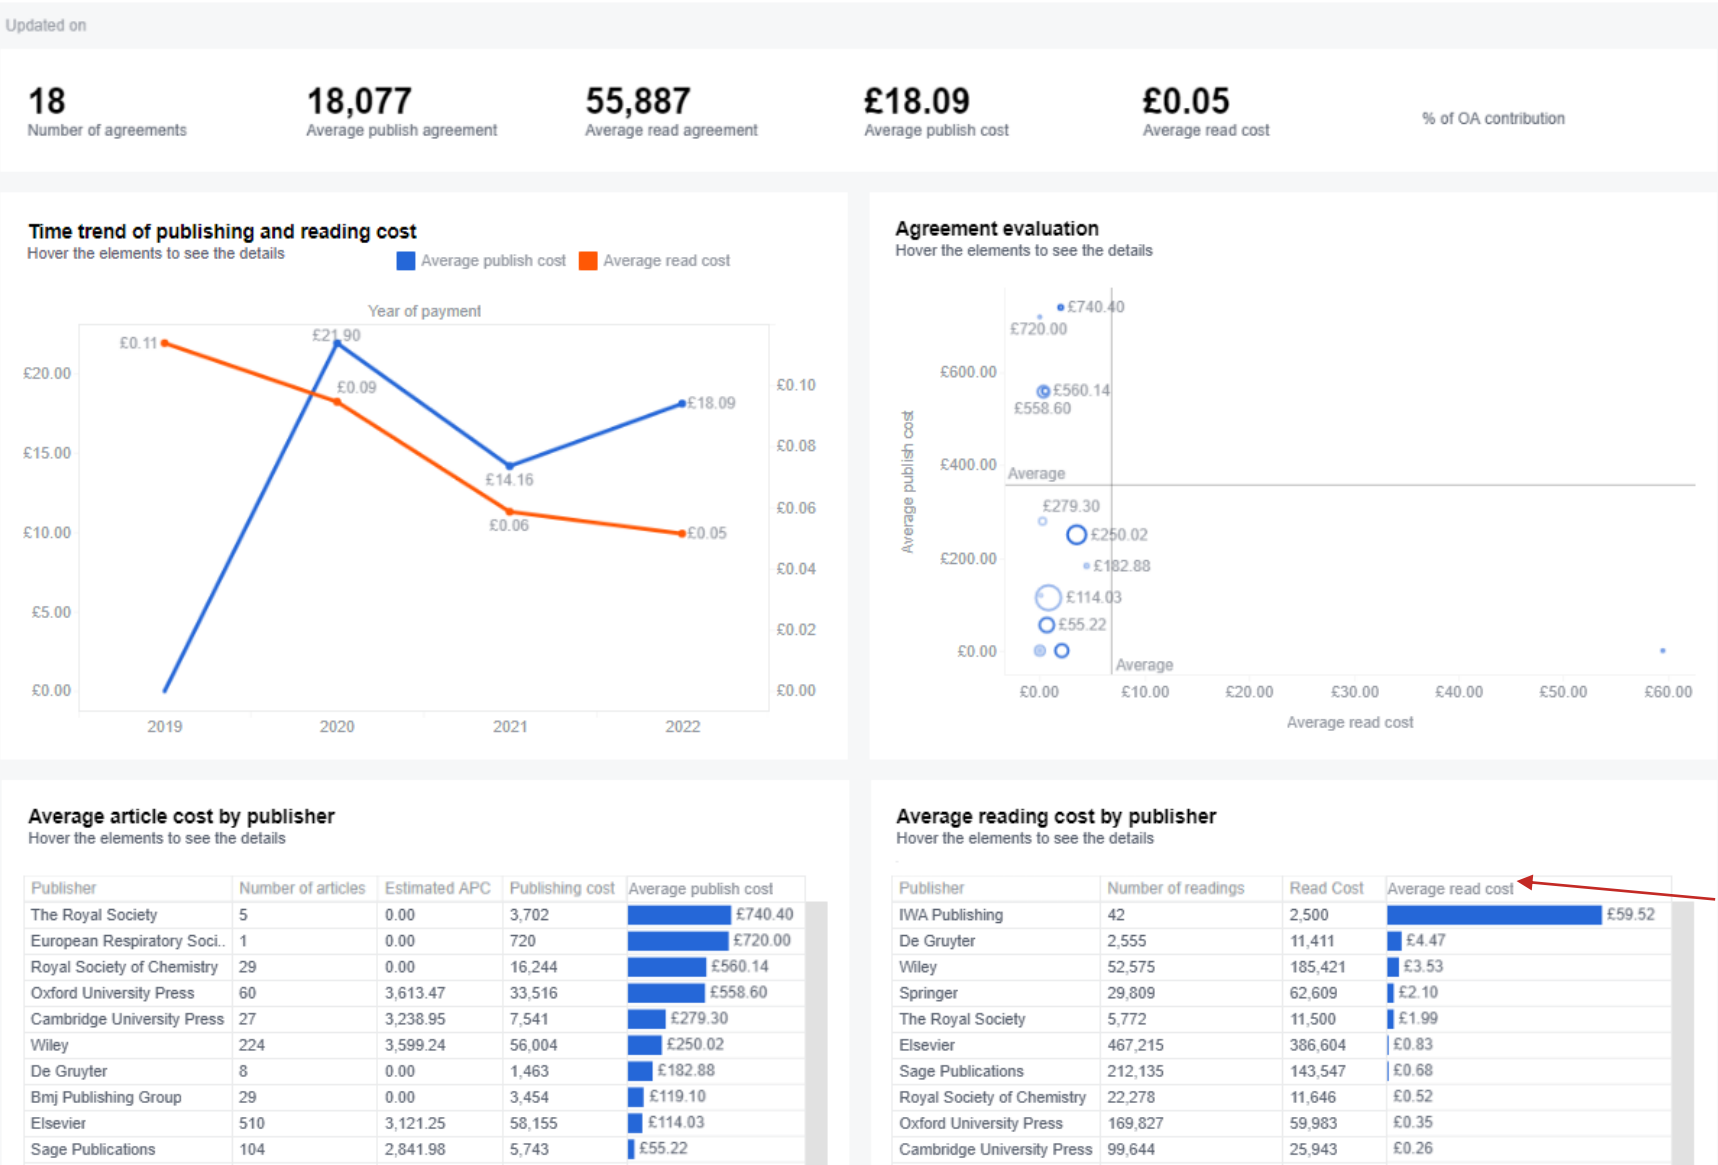 Updated on
18
Number of agreements
18,077
Average publish agreement
55,887
Average read agreement
£18.09
Average publish cost
£0.05
Average read cost
% of OA contribution
Time trend of publishing and reading cost
Hover the elements to see the details
Average publish cost
Average read cost
Year of payment
£20.00
£15.00
£10.00
£5.00
£0.00
£0.11
£21.90
£0.09
£14.16
£0.06
£18.09
£0.05
£0.10
£0.08
£0.06
£0.04
£0.02
£0.00
2019 2020 2021 2022
Agreement evaluation
Hover the elements to see the details
Average publish cost
£600.00
£400.00
£200.00
£0.00
£740.40
£720.00
£560.14
£558.60
Average
£279.30
£250.02
£182.88
£114.03
£55.22
Average
£0.00 £10.00 £20.00 £30.00 £40.00 £50.00 £60.00
Average read cost
Average article cost by publisher
Hover the elements to see the details
Publisher Number of articles Estimated APC Publishing cost Average publish cost
The Royal Society 5 0.00 3,702 £740.40
European Respiratory Soci.. 1 0.00 720 £720.00
Royal Society of Chemistry 29 0.00 16,244 £560.14
Oxford University Press 60 3,613.47 33,516 £558.60
Cambridge University Press 27 3,238.95 7,541 £279.30
Wiley 224 3,599.24 56,004 £250.02
De Gruyter 8 0.00 1,463 £182.88
Bmj Publishing Group 29 0.00 3,454 £119.10
Elsevier 510 3,121.25 58,155 £114.03
Sage Publications 104 2,841.98 5,743 £55.22
Average reading cost by publisher
Hover the elements to see the details
Publisher Number of readings Read Cost Average read cost
IWA Publishing 42 2,500 £59.52
De Gruyter 2,555 11,411 £4.47
Wiley 52,575 185,421 £3.53
Springer 29,809 62,609 £2.10
The Royal Society 5,772 11,500 £1.99
Elsevier 467,215 386,604 £0.83
Sage Publications 212,135 143,547 £0.68
Royal Society of Chemistry 22,278 11,646 £0.52
Oxford University Press 169,827 59,983 £0.35
Cambridge University Press 99,644 25,943 £0.26